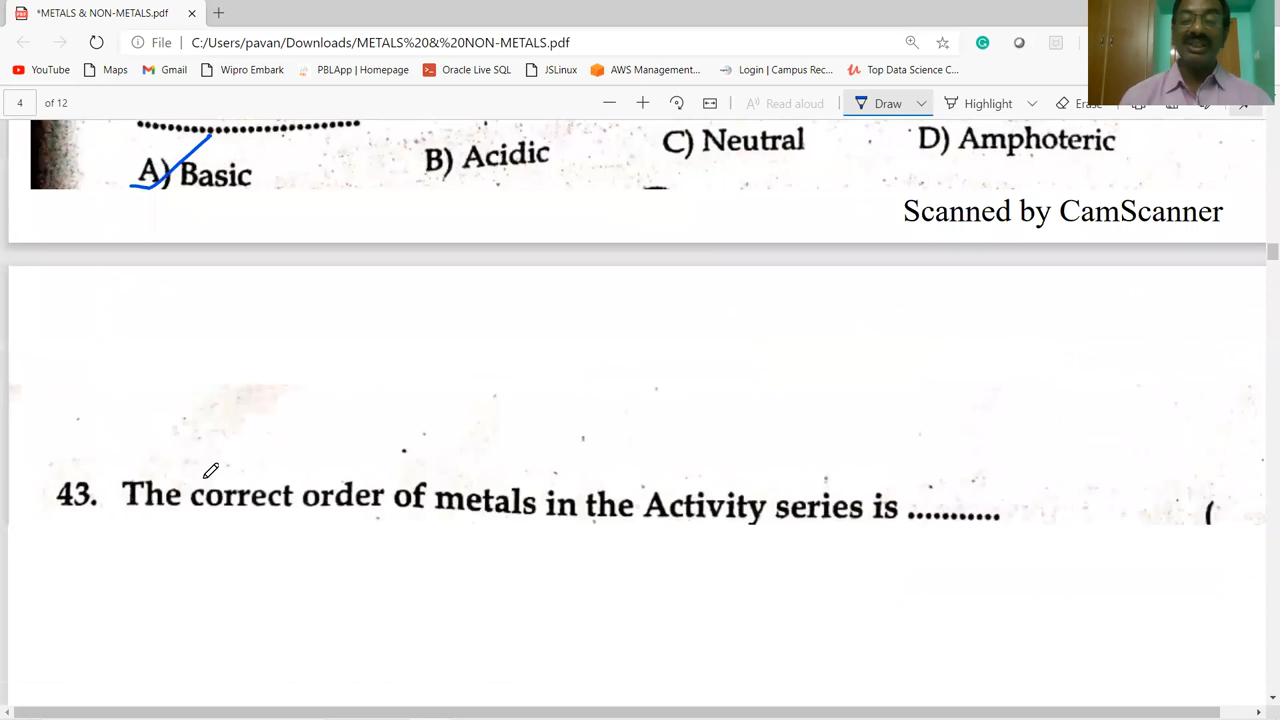 *METALS & NON-METALS.pdf
File C:/Users/pavan/Downloads/METALS%20&%20NON-METALS.pdf
YouTube Maps Gmail Wipro Embark PBLApp | Homepage Oracle Live SQL JSLinux AWS Management... Login | Campus Rec... Top Data Science C...
4 of 12 Read aloud Draw Highlight Erase
A) Basic B) Acidic C) Neutral D) Amphoteric
Scanned by CamScanner
43. The correct order of metals in the Activity series is ........... (